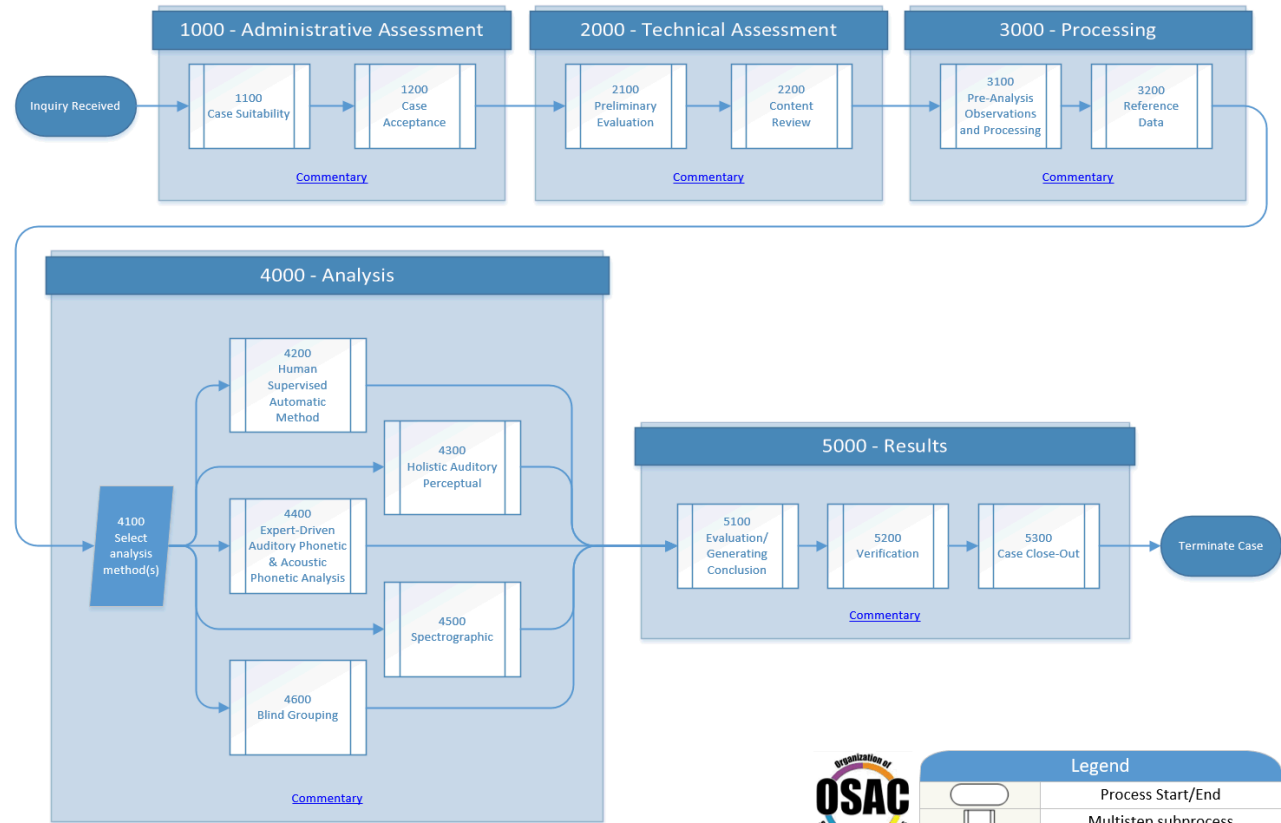 1000 - Administrative Assessment
2000 - Technical Assessment
3000 - Processing
Inquiry Received
1100
Case Suitability
1200
Case
Acceptance
Commentary
2100
Preliminary
Evaluation
2200
Content
Review
Commentary
3100
Pre-Analysis
Observations
and Processing
3200
Reference
Data
Commentary
4000 - Analysis
4100
Select
analysis
method(s)
4200
Human
Supervised
Automatic
Method
4300
Holistic Auditory
Perceptual
4400
Expert-Driven
Auditory Phonetic
& Acoustic
Phonetic Analysis
4500
Spectrographic
4600
Blind Grouping
Commentary
5000 - Results
5100
Evaluation/
Generating
Conclusion
5200
Verification
5300
Case Close-Out
Commentary
Terminate Case
Organization of
OSAC
Legend
Process Start/End
Multistep subprocess